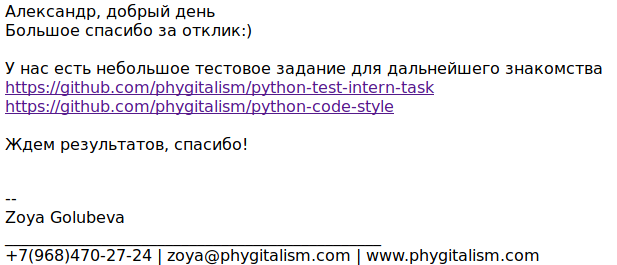 Александр, добрый день
Большое спасибо за отклик:)
У нас есть небольшое тестовое задание для дальнейшего знакомства
https://github.com/phygitalism/python-test-intern-task
https://github.com/phygitalism/python-code-style
Ждем результатов, спасибо!
--
Zoya Golubeva
_______________________________________________
+7(968)470-27-24 | zoya@phygitalism.com | www.phygitalism.com